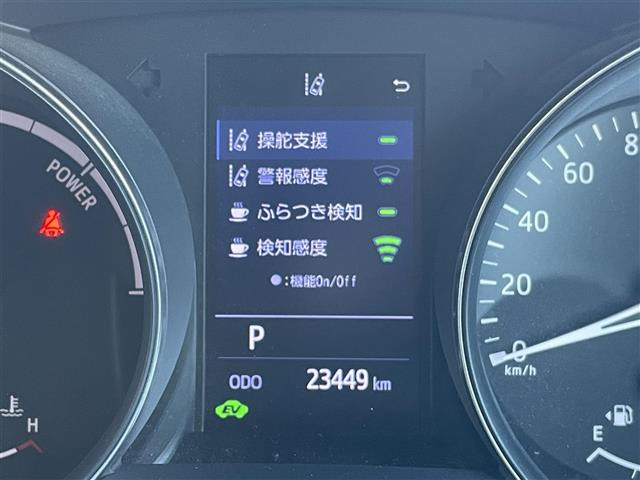 操舵支援
警報感度
ふらつき検知
検知感度
●:機能On/Off
P
ODO 23449 km
EV
POWER
H
80
60
40
20
0
km/h
E